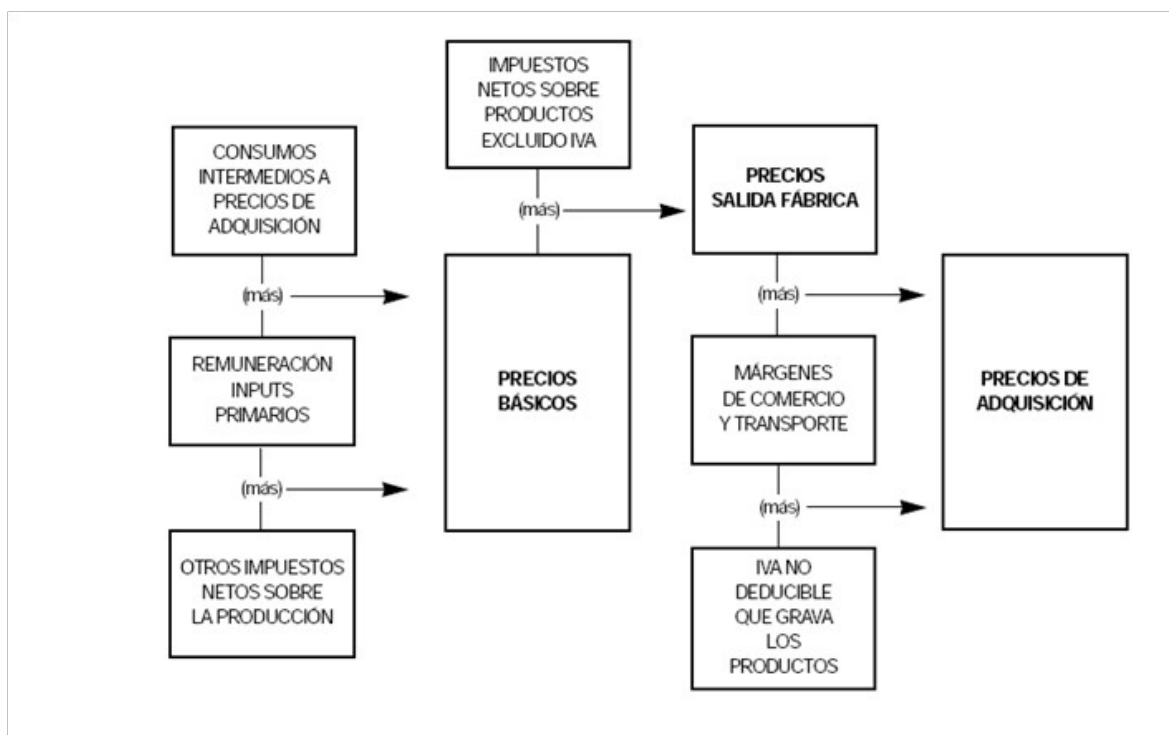 IMPUESTOS
NETOS SOBRE
PRODUCTOS
EXCLUIDO IVA
CONSUMOS
INTERMEDIOS A
PRECIOS DE
ADQUISICIÓN
(más)
REMUNERACIÓN
INPUTS
PRIMARIOS
(más)
OTROS IMPUESTOS
NETOS SOBRE
LA PRODUCCIÓN
(más)
PRECIOS
BÁSICOS
PRECIOS
SALIDA FÁBRICA
(más)
MÁRGENES
DE COMERCIO
Y TRANSPORTE
(más)
IVA NO
DEDUCIBLE
QUE GRAVA
LOS
PRODUCTOS
PRECIOS DE
ADQUISICIÓN